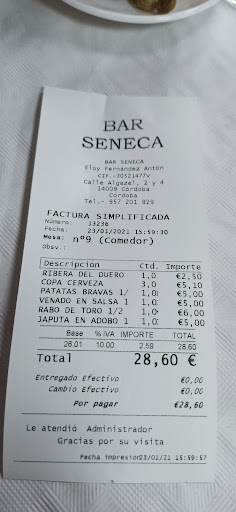 BAR
SENECA
BAR SENECA
Eloy Fernández Antón
CIF.-30521477V
Calle Algazel, 2 y 4
14009 Córdoba
Córdoba
Tel.- 957 201 929
FACTURA SIMPLIFICADA
Número: 13236
Fecha: 23/01/2021 15:59:30
Mesa: nº9 (Comedor)
Obsv.:
Descripción Ctd. Importe
RIBERA DEL DUERO 1,0 €2,50
COPA CERVEZA 3,0 €5,10
PATATAS BRAVAS 1/ 1,0 €5,00
VENADO EN SALSA 1 1,0 €5,00
RABO DE TORO 1/2 1,0 €6,00
JAPUTA EN ADOBO 1 1,0 €5,00
Base % IVA IMPORTE TOTAL
26.01 10.00 2.59 28.60
Total 28,60 €
Entregado Efectivo €0,00
Cambio Efectivo €0,00
Por pagar €28,60
Le atendió Administrador
Gracias por su visita
Fecha impresion23/01/21 15:59:57